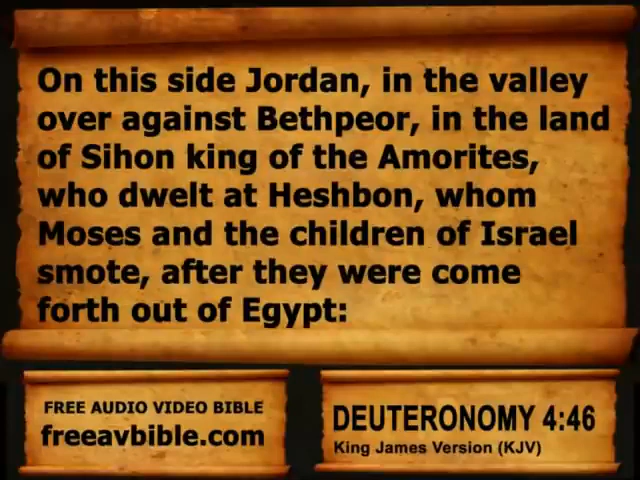 On this side Jordan, in the valley
over against Bethpeor, in the land
of Sihon king of the Amorites,
who dwelt at Heshbon, whom
Moses and the children of Israel
smote, after they were come
forth out of Egypt:
FREE AUDIO VIDEO BIBLE
freeavbible.com
DEUTERONOMY 4:46
King James Version (KJV)